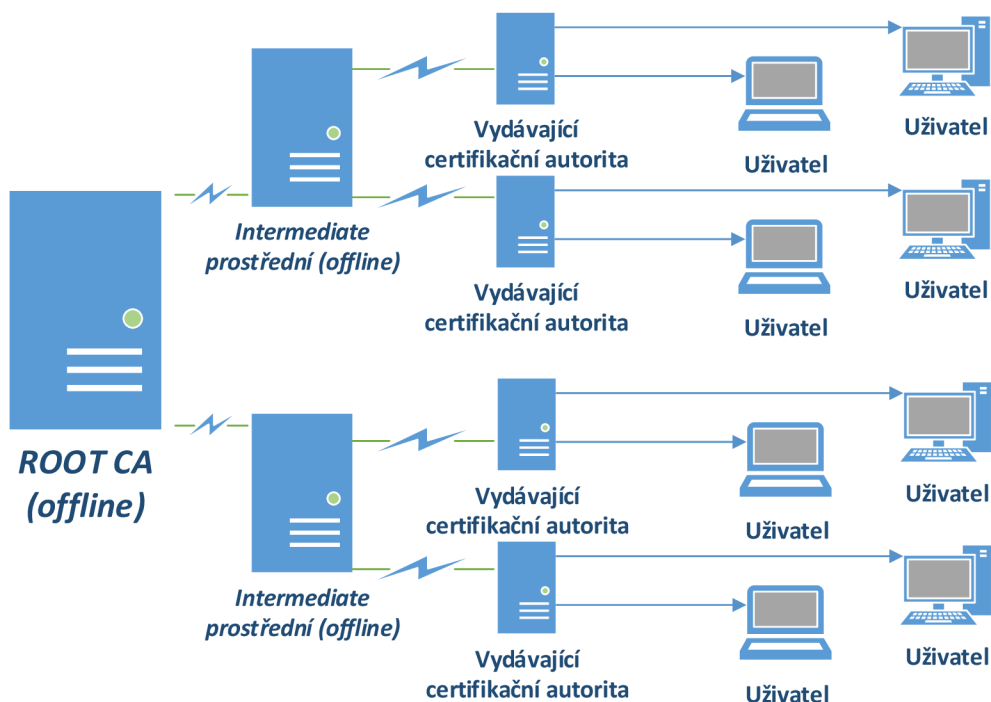 Vydávající
certifikační autorita
Uživatel
Uživatel
Intermediate
prostřední (offline)
Vydávající
certifikační autorita
Uživatel
Uživatel
ROOT CA
(offline)
Vydávající
certifikační autorita
Uživatel
Uživatel
Intermediate
prostřední (offline)
Vydávající
certifikační autorita
Uživatel
Uživatel